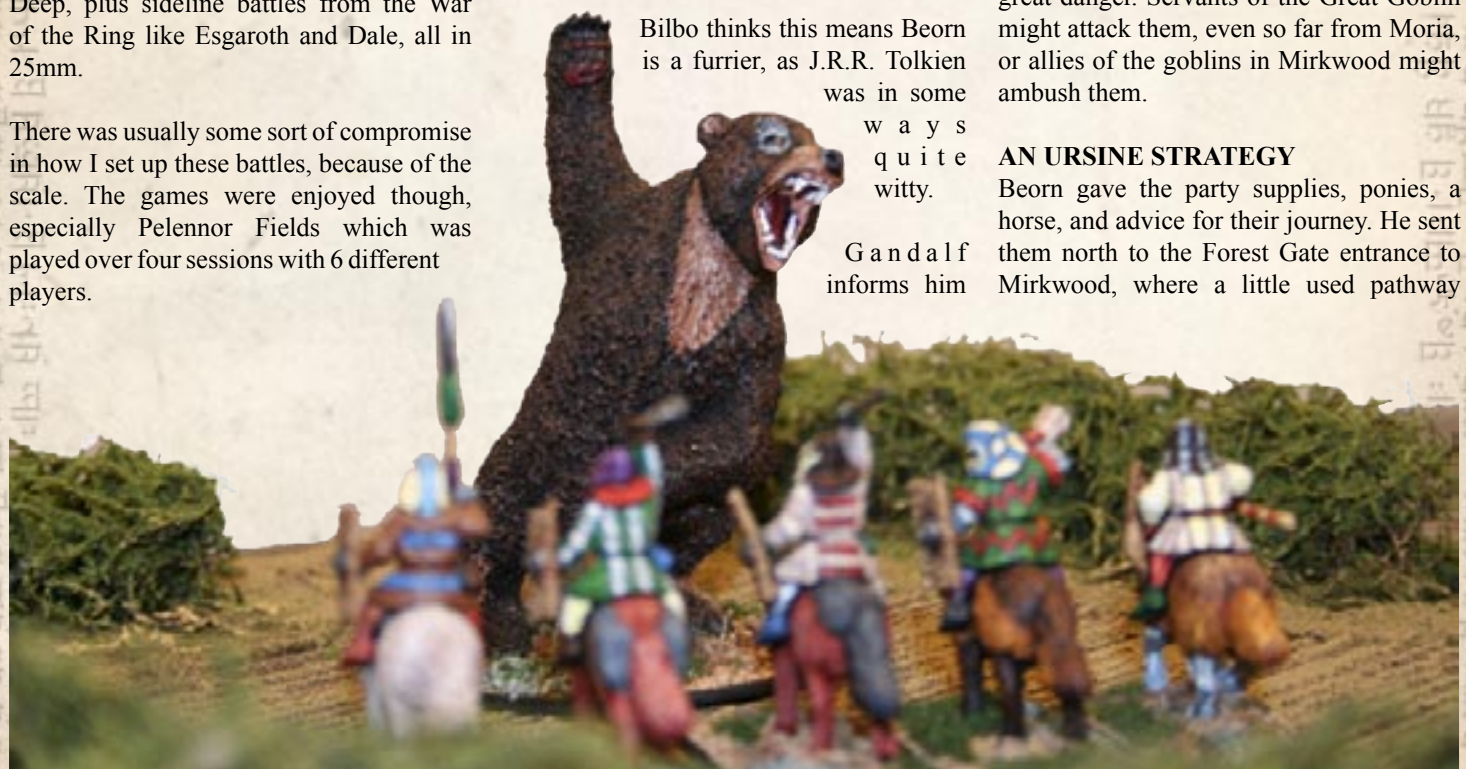 Deep, plus sideline battles from the War
of the Ring like Esgaroth and Dale, all in
25mm.
There was usually some sort of compromise
in how I set up these battles, because of the
scale. The games were enjoyed though,
especially Pelennor Fields which was
played over four sessions with 6 different
players.
Bilbo thinks this means Beorn
is a furrier, as J.R.R. Tolkien
was in some
ways
quite
witty.
Gandalf
informs him
great danger. Servants of the Great Goblin
might attack them, even so far from Moria,
or allies of the goblins in Mirkwood might
ambush them.
AN URSINE STRATEGY
Beorn gave the party supplies, ponies, a
horse, and advice for their journey. He sent
them north to the Forest Gate entrance to
Mirkwood, where a little used pathway